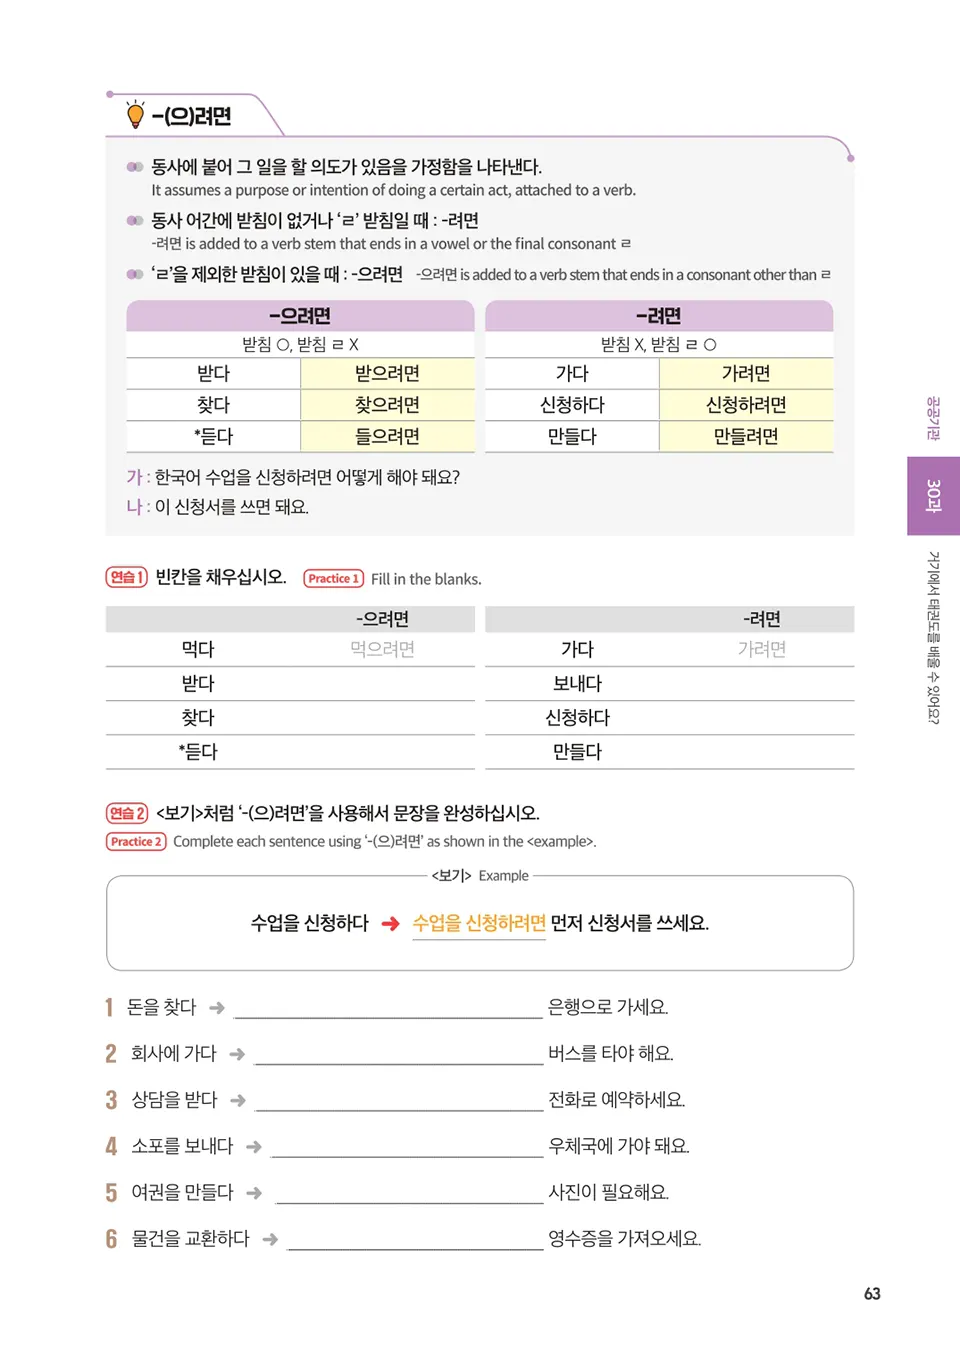 -(으)려면
동사에 붙어 그 일을 할 의도가 있음을 가정함을 나타낸다.
It assumes a purpose or intention of doing a certain act, attached to a verb.
동사 어간에 받침이 없거나 ‘ㄹ’ 받침일 때 : -려면
-려면 is added to a verb stem that ends in a vowel or the final consonant ㄹ
‘ㄹ’을 제외한 받침이 있을 때 : -으려면 -으려면 is added to a verb stem that ends in a consonant other than ㄹ
-으려면
받침 O, 받침 ㄹ X
받다 받으려면
찾다 찾으려면
*듣다 들으려면
-려면
받침 X, 받침 ㄹ O
가다 가려면
신청하다 신청하려면
만들다 만들려면
가 : 한국어 수업을 신청하려면 어떻게 해야 돼요?
나 : 이 신청서를 쓰면 돼요.
연습 1 빈칸을 채우십시오. Practice 1 Fill in the blanks.
-으려면
먹다 먹으려면
받다
찾다
*듣다
-려면
가다 가려면
보내다
신청하다
만들다
연습 2 <보기>처럼 ‘-(으)려면’을 사용해서 문장을 완성하십시오.
Practice 2 Complete each sentence using ‘-(으)려면’ as shown in the <example>.
<보기> Example
수업을 신청하다 ➜ 수업을 신청하려면 먼저 신청서를 쓰세요.
1 돈을 찾다 ➜ 은행으로 가세요.
2 회사에 가다 ➜ 버스를 타야 해요.
3 상담을 받다 ➜ 전화로 예약하세요.
4 소포를 보내다 ➜ 우체국에 가야 돼요.
5 여권을 만들다 ➜ 사진이 필요해요.
6 물건을 교환하다 ➜ 영수증을 가져오세요.
공공기관
30과
거기에서 태권도를 배울 수 있어요?
63